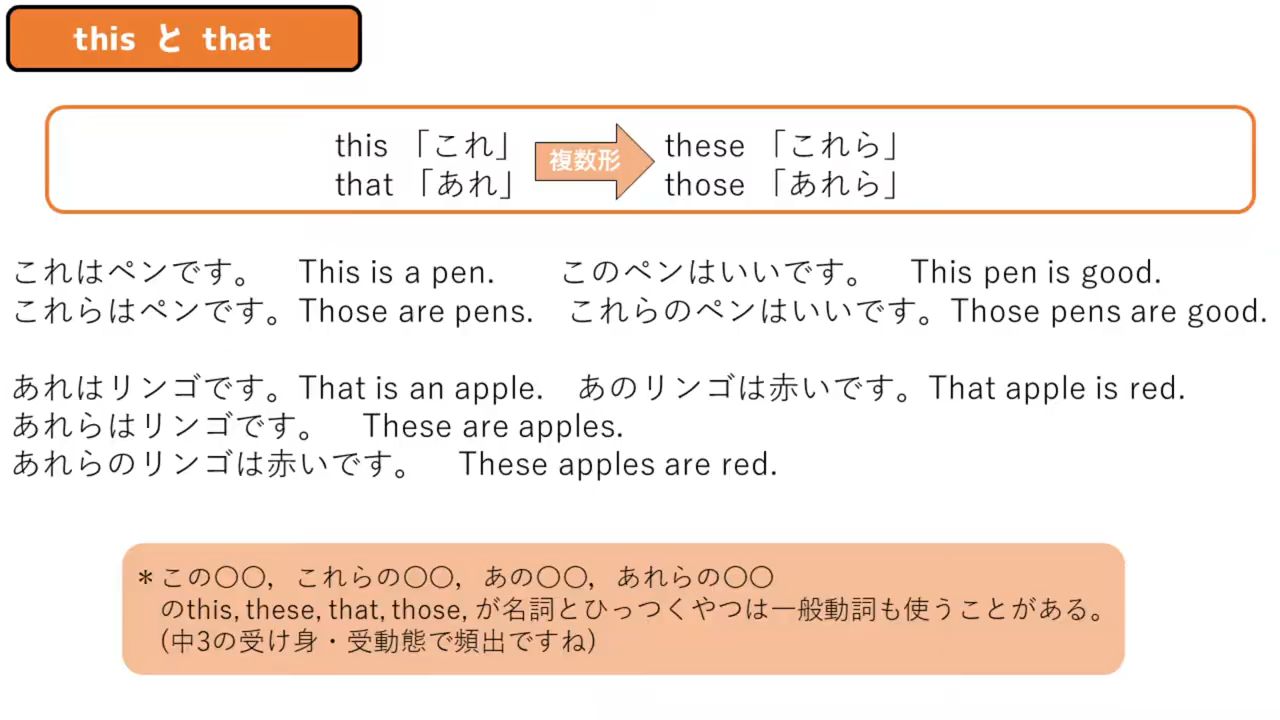 this と that
this 「これ」 複数形 these 「これら」
that 「あれ」 those 「あれら」
これはペンです。 This is a pen. このペンはいいです。 This pen is good.
これらはペンです。Those are pens. これらのペンはいいです。Those pens are good.
あれはリンゴです。That is an apple. あのリンゴは赤いです。That apple is red.
あれらはリンゴです。 These are apples.
あれらのリンゴは赤いです。 These apples are red.
＊この〇〇，これらの〇〇，あの〇〇，あれらの〇〇
のthis, these, that, those, が名詞とひっつくやつは一般動詞も使うことがある。
(中3の受け身・受動態で頻出ですね)